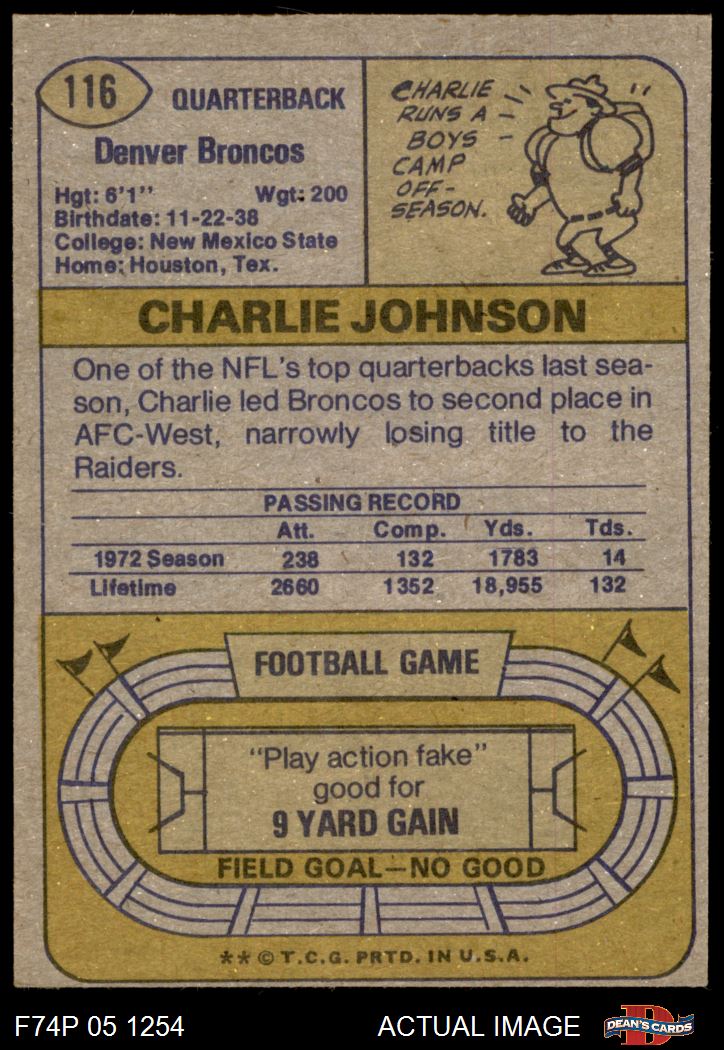 116
QUARTERBACK
Denver Broncos
Hgt: 6'1" Wgt: 200
Birthdate: 11-22-38
College: New Mexico State
Home: Houston, Tex.
CHARLIE
RUNS A
BOYS
CAMP
OFF-
SEASON.
CHARLIE JOHNSON
One of the NFL's top quarterbacks last sea-
son, Charlie led Broncos to second place in
AFC-West, narrowly losing title to the
Raiders.
PASSING RECORD
Att. Comp. Yds. Tds.
1972 Season 238 132 1783 14
Lifetime 2660 1352 18,955 132
FOOTBALL GAME
"Play action fake"
good for
9 YARD GAIN
FIELD GOAL—NO GOOD
** © T.C.G. PRTD. IN U.S.A.
F74P 05 1254 ACTUAL IMAGE
D
DEAN'S CARDS